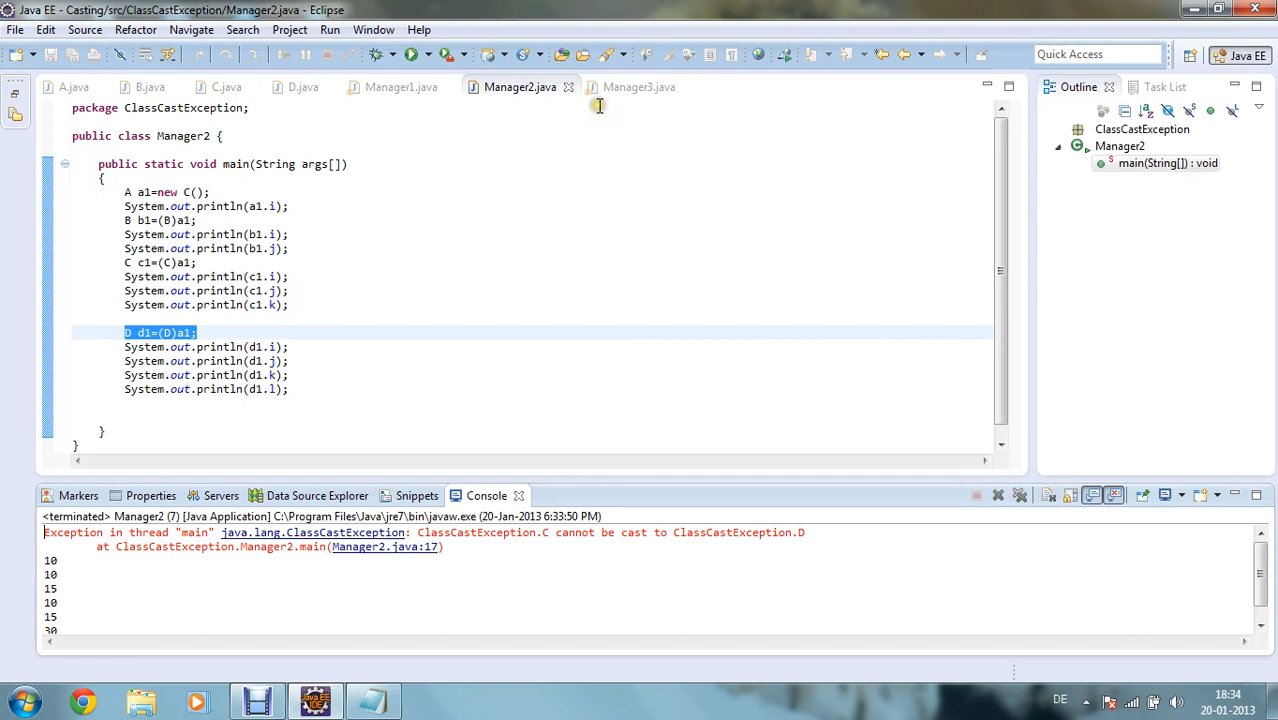 Java EE - Casting/src/ClassCastException/Manager2.java - Eclipse
File Edit Source Refactor Navigate Search Project Run Window Help
Quick Access Java EE
A.java B.java C.java D.java Manager1.java Manager2.java Manager3.java
Outline Task List
package ClassCastException;
public class Manager2 {
public static void main(String args[])
{
A a1=new C();
System.out.println(a1.i);
B b1=(B)a1;
System.out.println(b1.i);
System.out.println(b1.j);
C c1=(C)a1;
System.out.println(c1.i);
System.out.println(c1.j);
System.out.println(c1.k);
D d1=(D)a1;
System.out.println(d1.i);
System.out.println(d1.j);
System.out.println(d1.k);
System.out.println(d1.l);
}
}
ClassCastException
Manager2
main(String[]) : void
Markers Properties Servers Data Source Explorer Snippets Console
<terminated> Manager2 (7) [Java Application] C:\Program Files\Java\jre7\bin\javaw.exe (20-Jan-2013 6:33:50 PM)
Exception in thread "main" java.lang.ClassCastException: ClassCastException.C cannot be cast to ClassCastException.D
at ClassCastException.Manager2.main(Manager2.java:17)
10
10
15
10
15
30
DE
18:34
20-01-2013